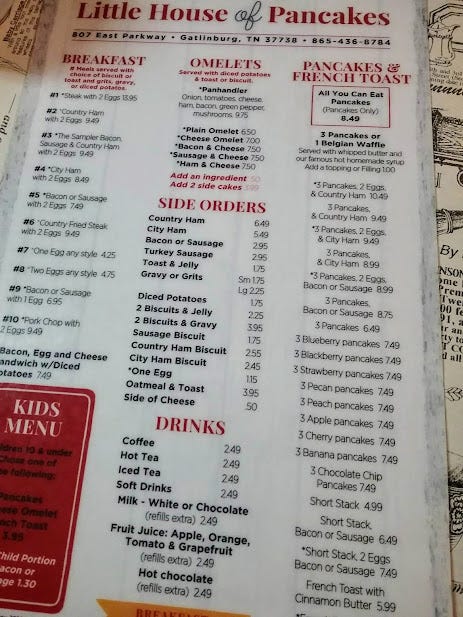 Little House of Pancakes
807 East Parkway • Gatlinburg, TN 37738 • 865-436-8784
BREAKFAST
# Meals served with
choice of biscuit or
toast and grits, gravy,
or diced potatoes.
#1 *Steak with 2 Eggs 13.95
#2 *Country Ham
with 2 Eggs 9.49
#3 *The Sampler Bacon,
Sausage & Country Ham
with 2 Eggs 9.49
#4 *City Ham
with 2 Eggs 8.49
#5 *Bacon or Sausage
with 2 Eggs 7.49
#6 *Country Fried Steak
with 2 Eggs 9.49
#7 *One Egg any style 4.25
#8 *Two Eggs any style 4.75
#9 *Bacon or Sausage
with 1 Egg 6.95
#10 *Pork Chop with
2 Eggs 9.49
Bacon, Egg and Cheese
andwich w/Diced
otatoes 7.49
KIDS
MENU
ldren 10 & under
hose one of
he following:
ancakes
eese Omelet
nch Toast
3.95
Child Portion
acon or
age 1.30
OMELETS
Served with diced potatoes
& toast or biscuit.
*Panhandler
Onion, tomatoes, cheese,
ham, bacon, green pepper,
mushrooms. 9.75
*Plain Omelet 6.50
*Cheese Omelet 7.00
*Bacon & Cheese 7.50
*Sausage & Cheese 7.50
*Ham & Cheese 7.50
Add an ingredient .50
Add 2 side cakes 3.99
SIDE ORDERS
Country Ham 6.49
City Ham 5.49
Bacon or Sausage 2.95
Turkey Sausage 2.95
Toast & Jelly 1.75
Gravy or Grits Sm 1.75
Lg 2.25
Diced Potatoes 1.75
2 Biscuits & Jelly 2.25
2 Biscuits & Gravy 3.95
Sausage Biscuit 1.75
Country Ham Biscuit 2.55
City Ham Biscuit 2.45
*One Egg 1.15
Oatmeal & Toast 3.95
Side of Cheese .50
DRINKS
Coffee 2.49
Hot Tea 2.49
Iced Tea 2.49
Soft Drinks 2.49
Milk - White or Chocolate
(refills extra) 2.49
Fruit Juice: Apple, Orange,
Tomato & Grapefruit
(refills extra) 2.49
Hot chocolate
(refills extra) 2.49
PANCAKES &
FRENCH TOAST
All You Can Eat
Pancakes
(Pancakes Only)
8.49
3 Pancakes or
1 Belgian Waffle
Served with whipped butter and
our famous hot homemade syrup
Add a topping or Filling 1.00
*3 Pancakes, 2 Eggs,
& Country Ham 10.49
3 Pancakes,
& Country Ham 9.49
*3 Pancakes, 2 Eggs,
& City Ham 9.49
3 Pancakes,
& City Ham 8.99
*3 Pancakes, 2 Eggs,
Bacon or Sausage 8.99
3 Pancakes,
Bacon or Sausage 8.75
3 Pancakes 6.49
3 Blueberry pancakes 7.49
3 Blackberry pancakes 7.49
3 Strawberry pancakes 7.49
3 Pecan pancakes 7.49
3 Peach pancakes 7.49
3 Apple pancakes 7.49
3 Cherry pancakes 7.49
3 Banana pancakes 7.49
3 Chocolate Chip
Pancakes 7.49
Short Stack 4.99
Short Stack,
Bacon or Sausage 6.49
*Short Stack, 2 Eggs
Bacon or Sausage 7.49
French Toast with
Cinnamon Butter 5.99
By